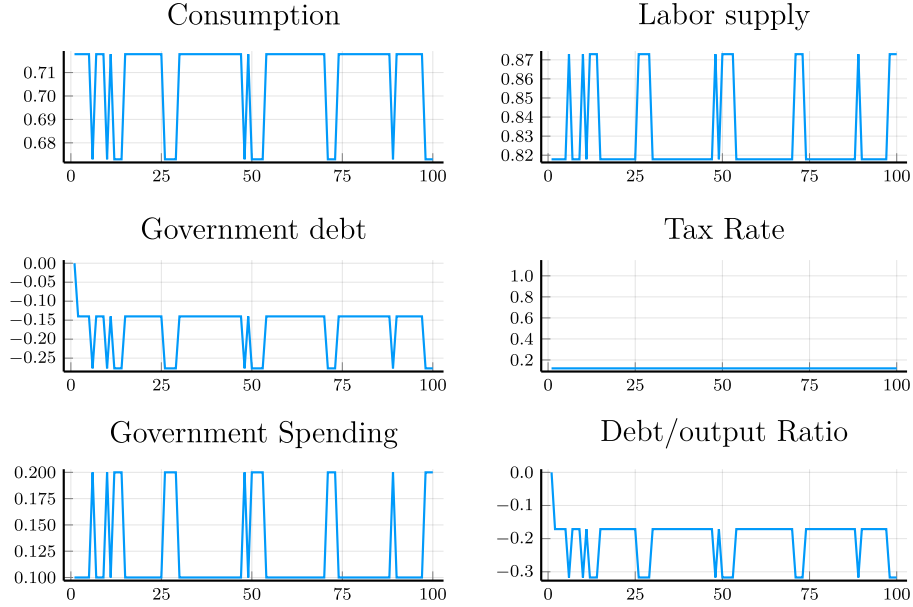 Consumption
0.71
0.70
0.69
0.68
0 25 50 75 100
Labor supply
0.87
0.86
0.85
0.84
0.83
0.82
0 25 50 75 100
Government debt
0.00
−0.05
−0.10
−0.15
−0.20
−0.25
0 25 50 75 100
Tax Rate
1.0
0.8
0.6
0.4
0.2
0 25 50 75 100
Government Spending
0.200
0.175
0.150
0.125
0.100
0 25 50 75 100
Debt/output Ratio
0.0
−0.1
−0.2
−0.3
0 25 50 75 100